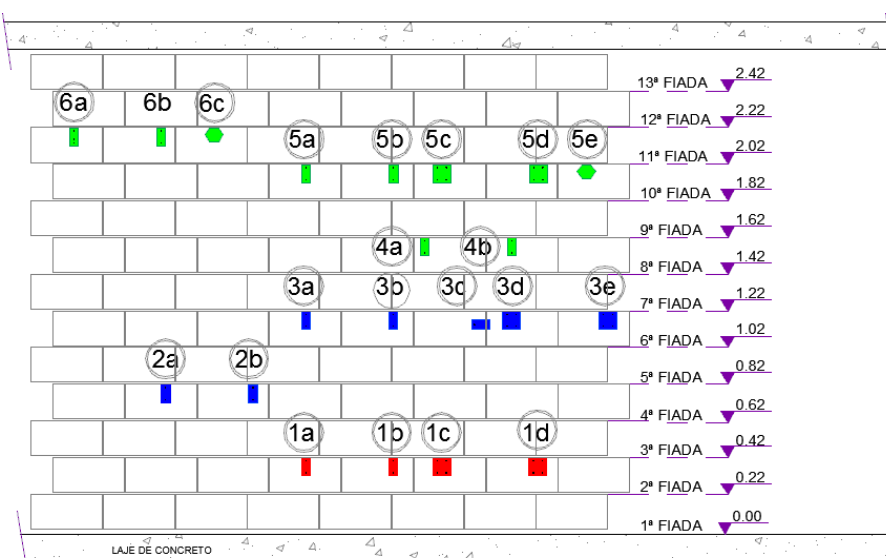 13ª FIADA 2.42
6a 6b 6c 12ª FIADA 2.22
5a 5b 5c 5d 5e 11ª FIADA 2.02
10ª FIADA 1.82
9ª FIADA 1.62
4a 4b 8ª FIADA 1.42
3a 3b 3c 3d 3e 7ª FIADA 1.22
6ª FIADA 1.02
2a 2b 5ª FIADA 0.82
4ª FIADA 0.62
1a 1b 1c 1d 3ª FIADA 0.42
2ª FIADA 0.22
1ª FIADA 0.00
LAJE DE CONCRETO